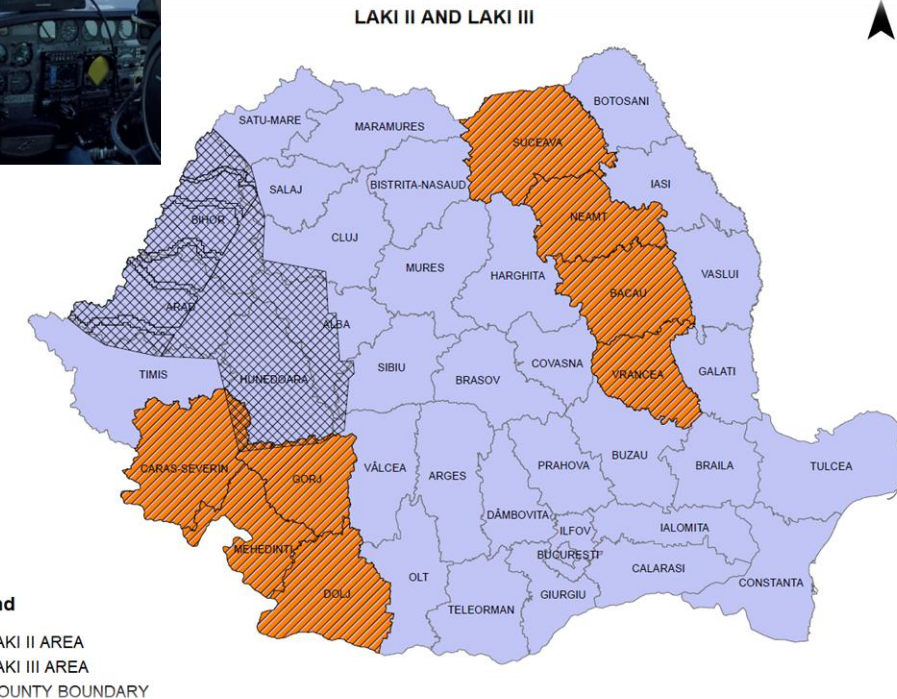 LAKI II AND LAKI III
BOTOSANI
SATU-MARE
MARAMURES
SUCEAVA
SALAJ
BISTRITA-NASAUD
IASI
BIHOR
NEAMT
CLUJ
MURES
HARGHITA
VASLUI
BACAU
ARAD
ALBA
SIBIU
COVASNA
TIMIS
HUNEDOARA
BRASOV
VRANCEA
GALATI
CARAS-SEVERIN
GORJ
VÂLCEA
ARGES
PRAHOVA
BUZAU
BRAILA
TULCEA
DÂMBOVITA
ILFOV
IALOMITA
MEHEDINTI
BUCURESTI
CALARASI
CONSTANTA
DOLJ
OLT
TELEORMAN
GIURGIU
nd
AKI II AREA
AKI III AREA
OUNTY BOUNDARY